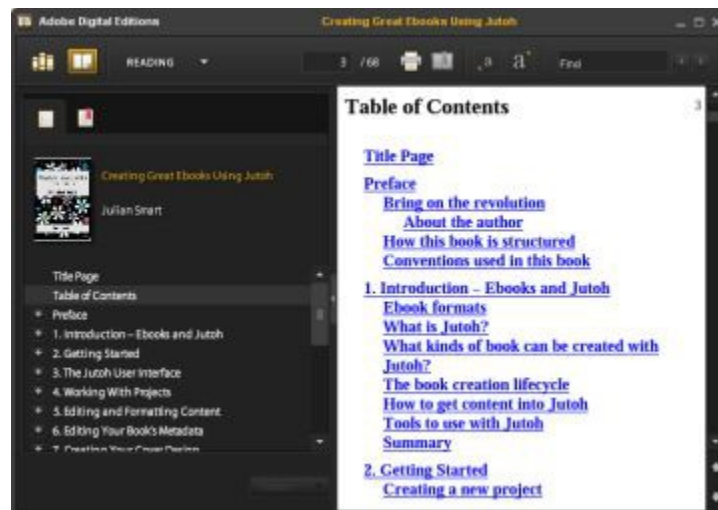 Adobe Digital Editions
Creating Great Ebooks Using Jutoh
READING
3 /68
a a
Find
Creating Great Ebooks Using Jutoh
Julian Smart
Title Page
Table of Contents
Preface
1. Introduction – Ebooks and Jutoh
2. Getting Started
3. The Jutoh User Interface
4. Working With Projects
5. Editing and Formatting Content
6. Editing Your Book's Metadata
7. Creating Your Cover Design
Table of Contents
3
Title Page
Preface
Bring on the revolution
About the author
How this book is structured
Conventions used in this book
1. Introduction – Ebooks and Jutoh
Ebook formats
What is Jutoh?
What kinds of book can be created with
Jutoh?
The book creation lifecycle
How to get content into Jutoh
Tools to use with Jutoh
Summary
2. Getting Started
Creating a new project